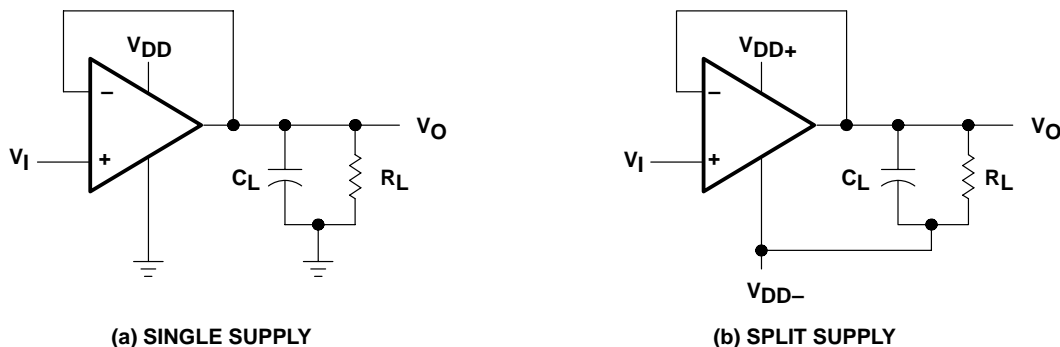 VDD
−
VI
+
CL
RL
VO
(a) SINGLE SUPPLY
VDD+
−
VI
+
CL
RL
VO
VDD−
(b) SPLIT SUPPLY